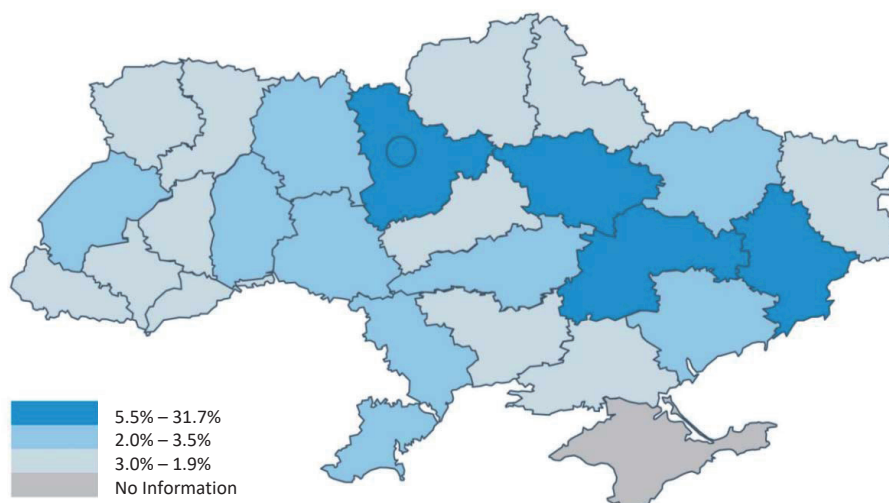 5.5% – 31.7%
2.0% – 3.5%
3.0% – 1.9%
No Information